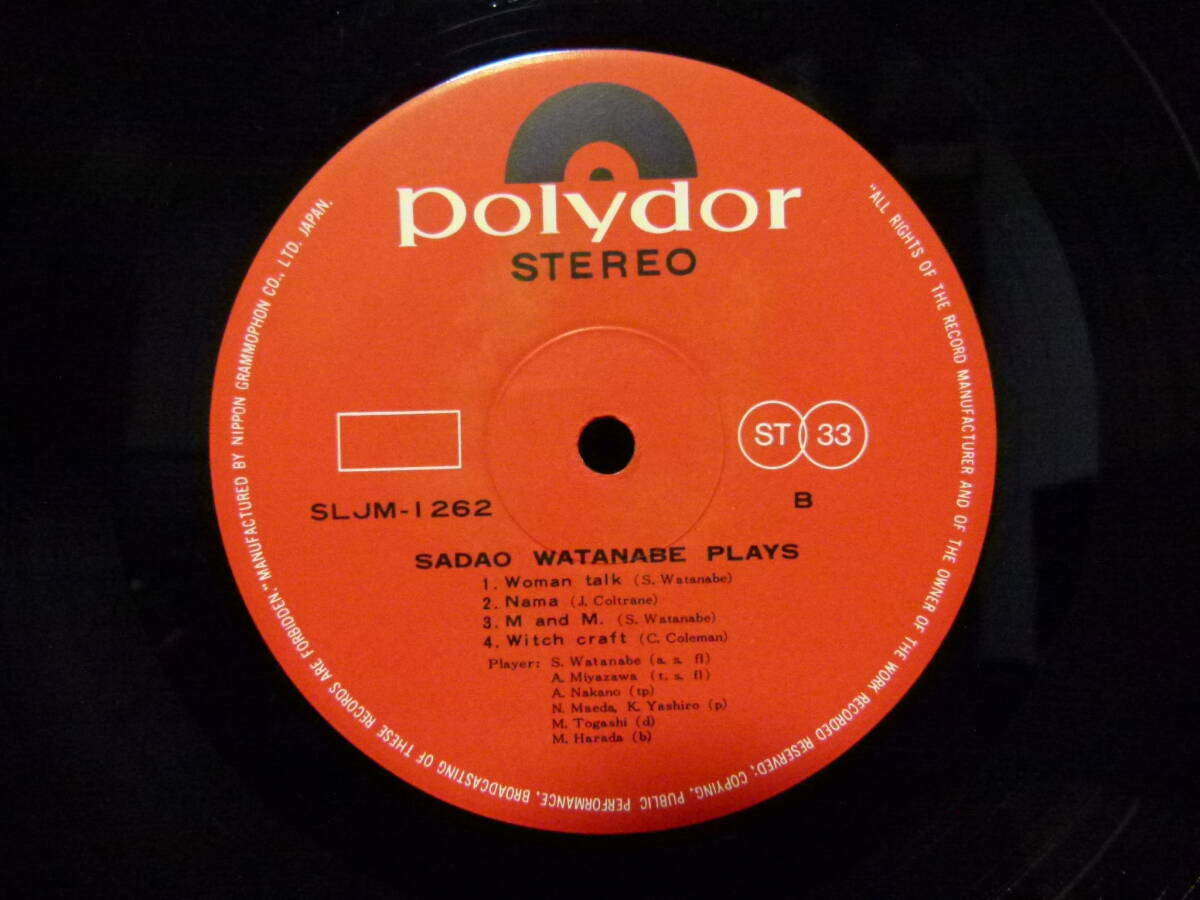 polydor
STEREO
ST 33
SLJM-1262
B
SADAO WATANABE PLAYS
1. Woman talk (S. Watanabe)
2. Nama (J. Coltrane)
3. M and M. (S. Watanabe)
4. Witch craft (C. Coleman)
Player: S. Watanabe (a. s. fl)
A. Miyazawa (t. s. fl)
A. Nakano (tp)
N. Maeda, K. Yashiro (p)
M. Togashi (d)
M. Harada (b)
"ALL RIGHTS OF THE RECORD MANUFACTURER AND OF THE OWNER OF THE WORK RECORDED RESERVED; COPYING, PUBLIC PERFORMANCE, BROADCASTING OF THESE RECORDS ARE FORBIDDEN." MANUFACTURED BY NIPPON GRAMMOPHON CO., LTD. JAPAN.